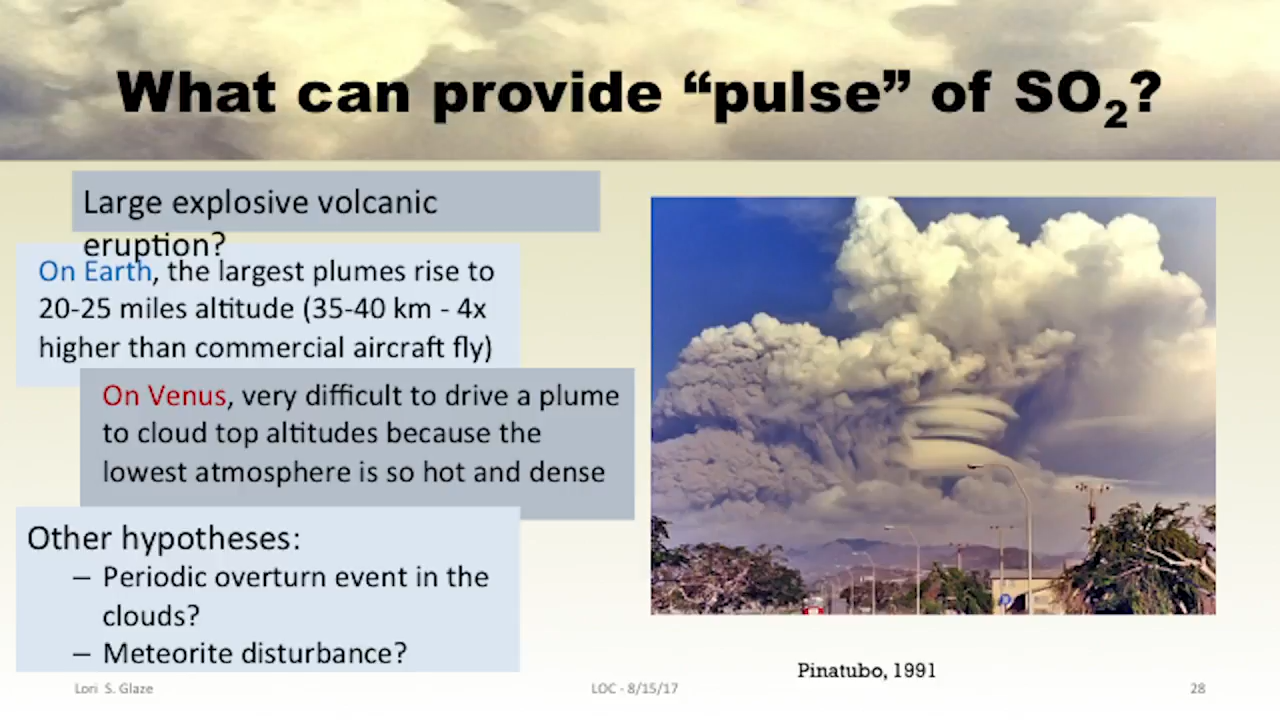 What can provide “pulse” of SO₂?
Large explosive volcanic
eruption?
On Earth, the largest plumes rise to
20-25 miles altitude (35-40 km - 4x
higher than commercial aircraft fly)
On Venus, very difficult to drive a plume
to cloud top altitudes because the
lowest atmosphere is so hot and dense
Other hypotheses:
– Periodic overturn event in the
clouds?
– Meteorite disturbance?
Pinatubo, 1991
Lori S. Glaze
LOC - 8/15/17
28